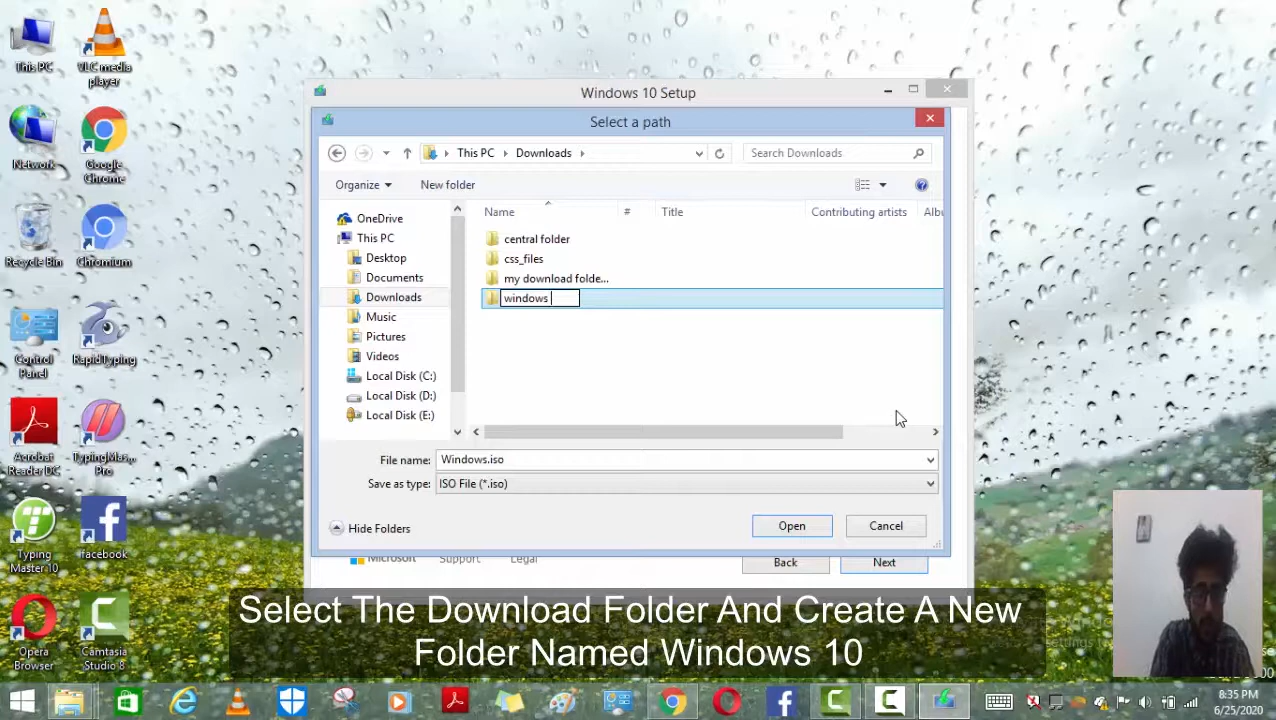 This PC
VLC media
player
Network
Google
Chrome
Recycle Bin
Chromium
Control
Panel
RapidTyping
Acrobat
Reader DC
TypingMas...
Pro
Typing
Master 10
facebook
Opera
Browser
Camtasia
Studio 8
Windows 10 Setup
Select a path
This PC
Downloads
Search Downloads
Organize
New folder
Name
#
Title
Contributing artists
Albu
OneDrive
This PC
Desktop
Documents
Downloads
Music
Pictures
Videos
Local Disk (C:)
Local Disk (D:)
Local Disk (E:)
central folder
css_files
my download folde...
windows
File name:
Windows.iso
Save as type:
ISO File (*.iso)
Hide Folders
Open
Cancel
Microsoft
Support
Legal
Back
Next
Select The Download Folder And Create A New
Folder Named Windows 10
8:35 PM
6/25/2020